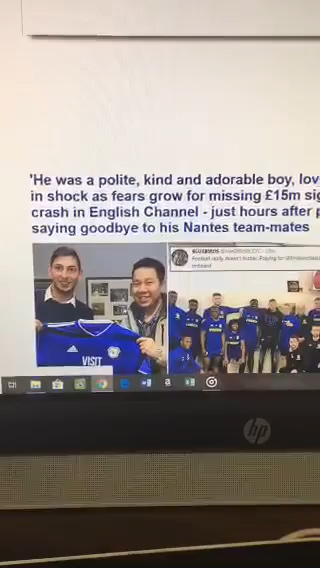 'He was a polite, kind and adorable boy, lov
in shock as fears grow for missing £15m sig
crash in English Channel - just hours after p
saying goodbye to his Nantes team-mates
VISIT
hp